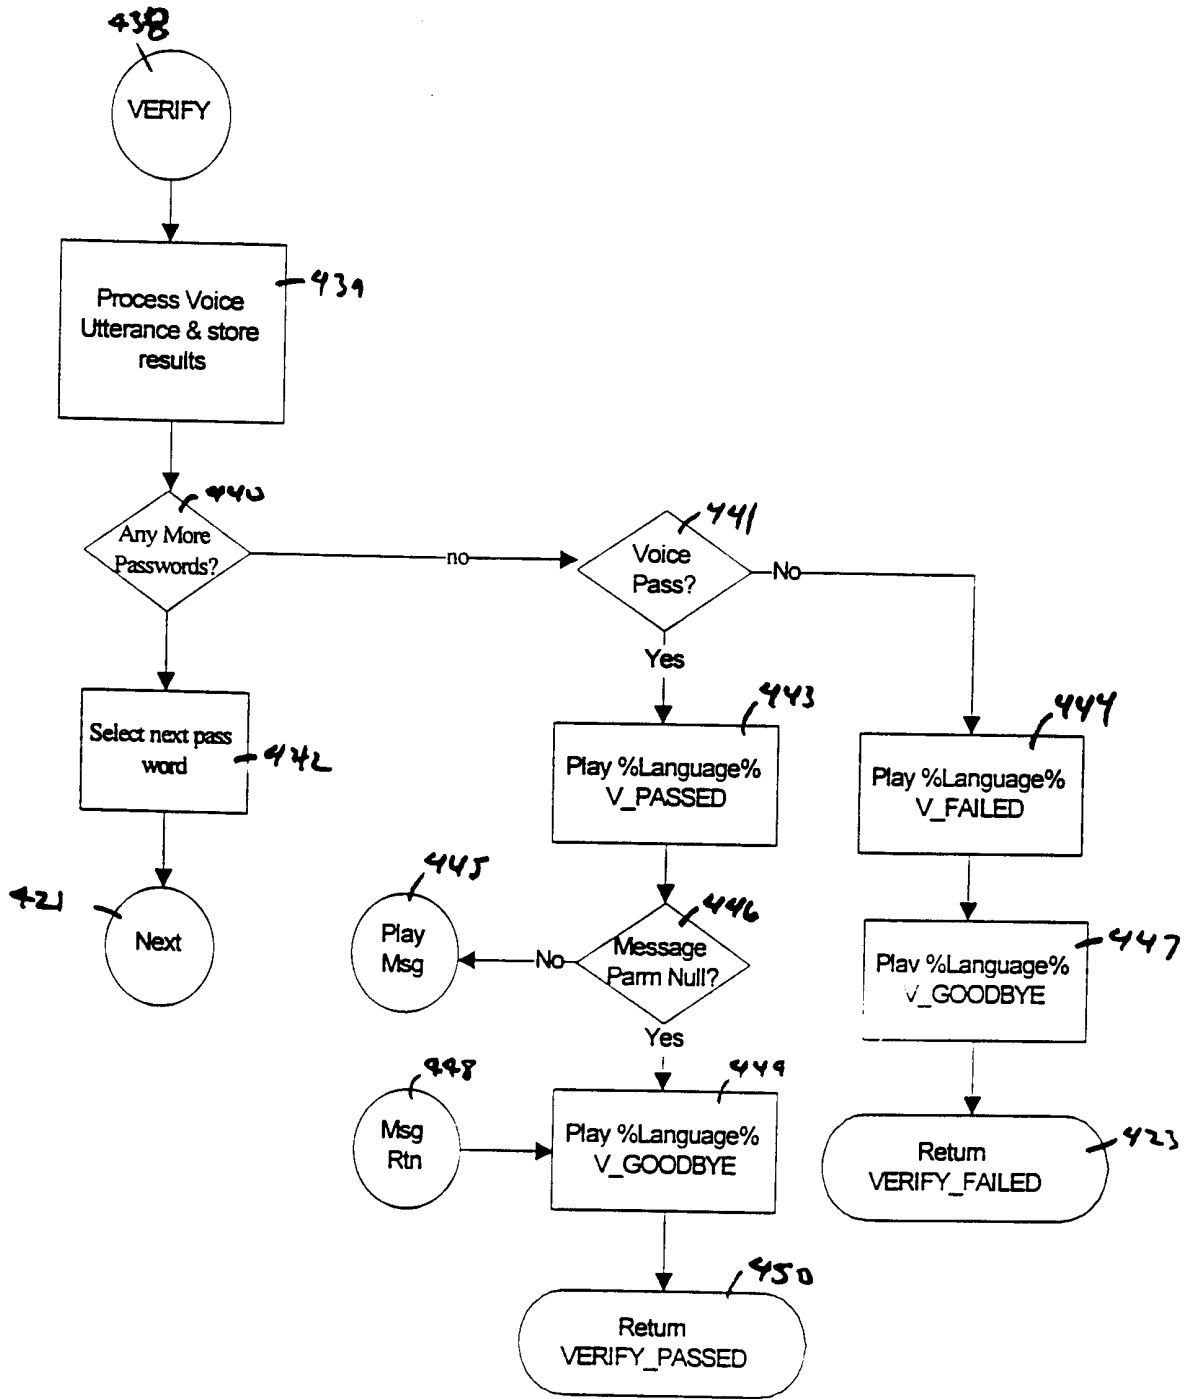 438
VERIFY
439
Process Voice
Utterance & store
results
440
Any More
Passwords?
no
441
Voice
Pass?
No
Yes
Select next pass
word
442
443
Play %Language%
V_PASSED
444
Play %Language%
V_FAILED
421
Next
445
Play
Msg
No
446
Message
Parm Null?
Yes
447
Play %Language%
V_GOODBYE
448
Msg
Rtn
449
Play %Language%
V_GOODBYE
423
Return
VERIFY_FAILED
450
Return
VERIFY_PASSED